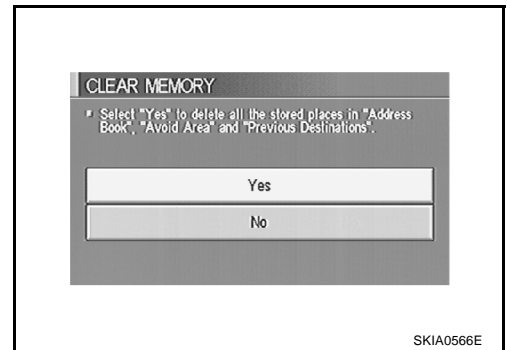 CLEAR MEMORY
Select "Yes" to delete all the stored places in "Address
Book", "Avoid Area" and "Previous Destinations".
Yes
No
SKIA0566E